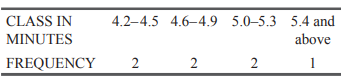 CLASS IN 4.2–4.5 4.6–4.9 5.0–5.3 5.4 and
MINUTES above
FREQUENCY 2 2 2 1